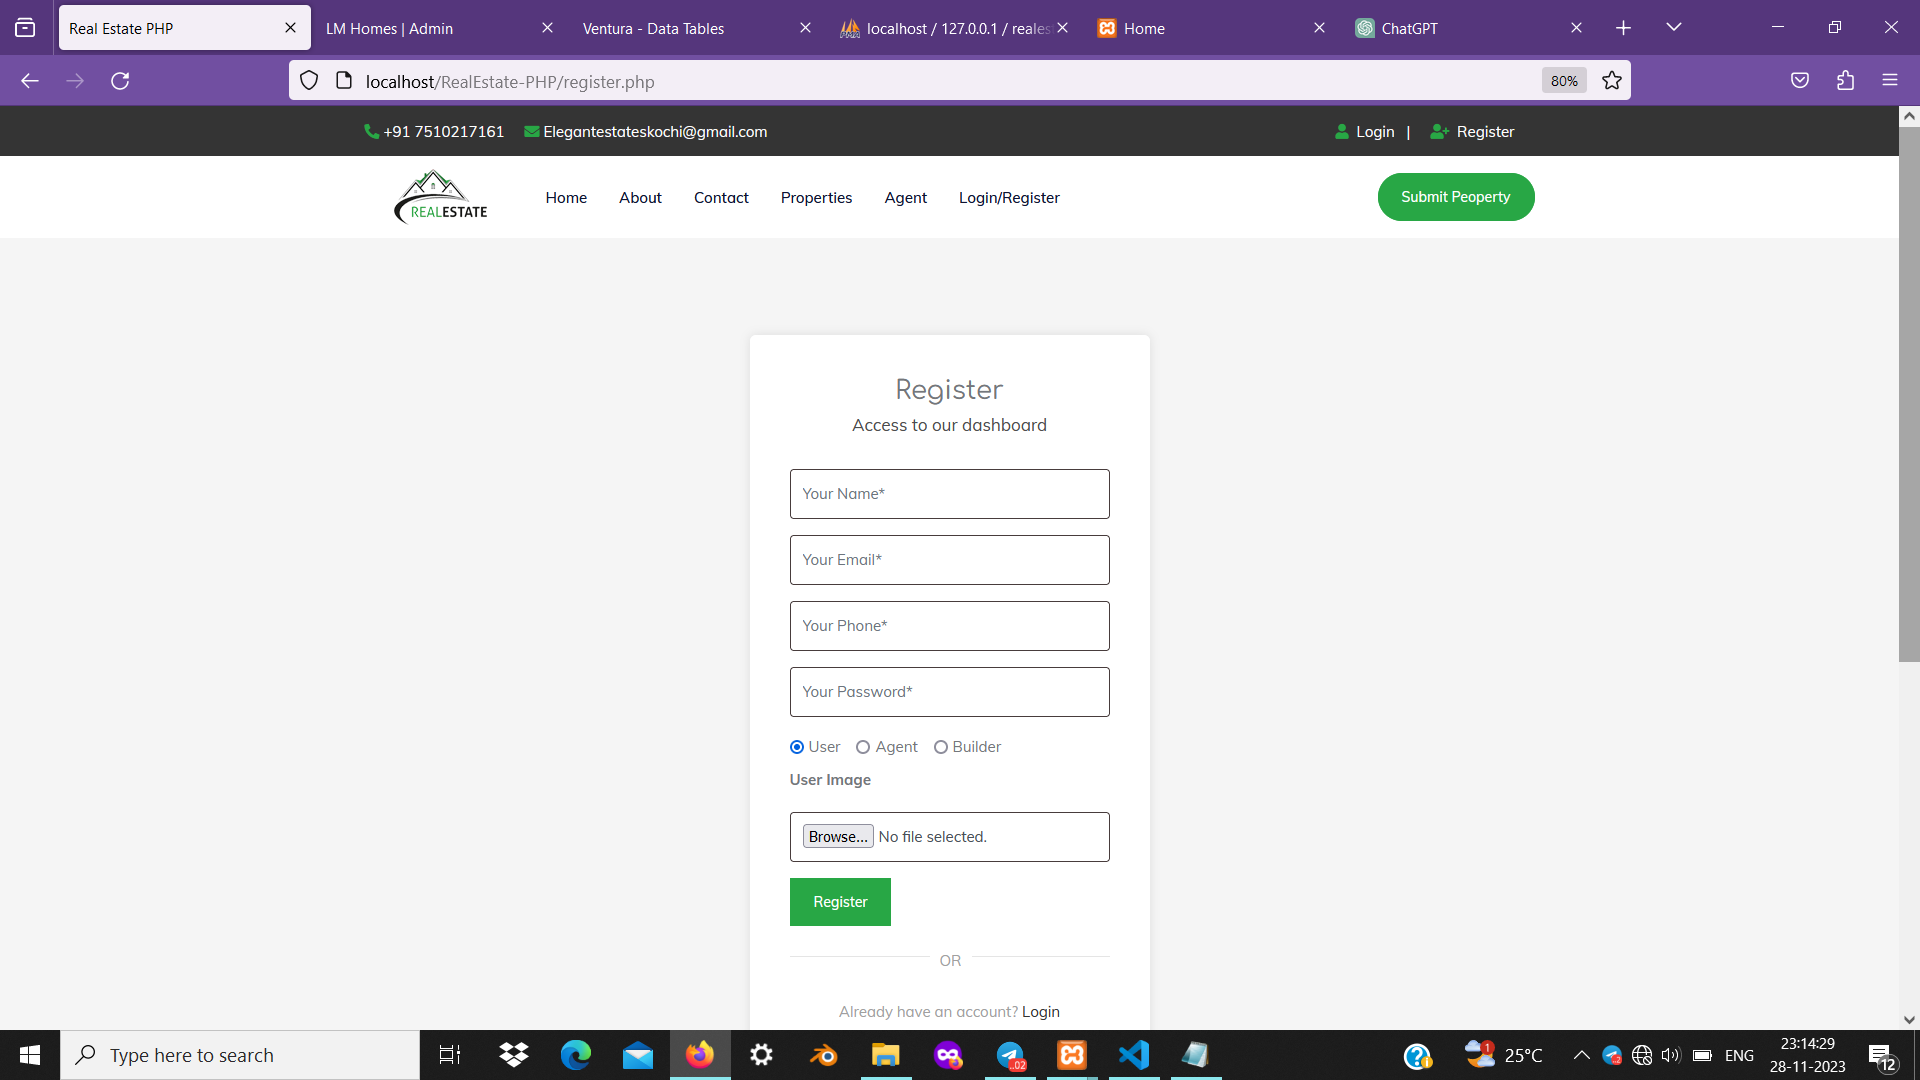 Real Estate PHP
LM Homes | Admin
Ventura - Data Tables
localhost / 127.0.0.1 / reales
Home
ChatGPT
localhost/RealEstate-PHP/register.php
80%
+91 7510217161
Elegantestateskochi@gmail.com
Login |
Register
REALESTATE
Home
About
Contact
Properties
Agent
Login/Register
Submit Peoperty
Register
Access to our dashboard
Your Name*
Your Email*
Your Phone*
Your Password*
User
Agent
Builder
User Image
Browse... No file selected.
Register
OR
Already have an account? Login
Type here to search
..02
1
25°C
2
ENG
23:14:29
28-11-2023
12